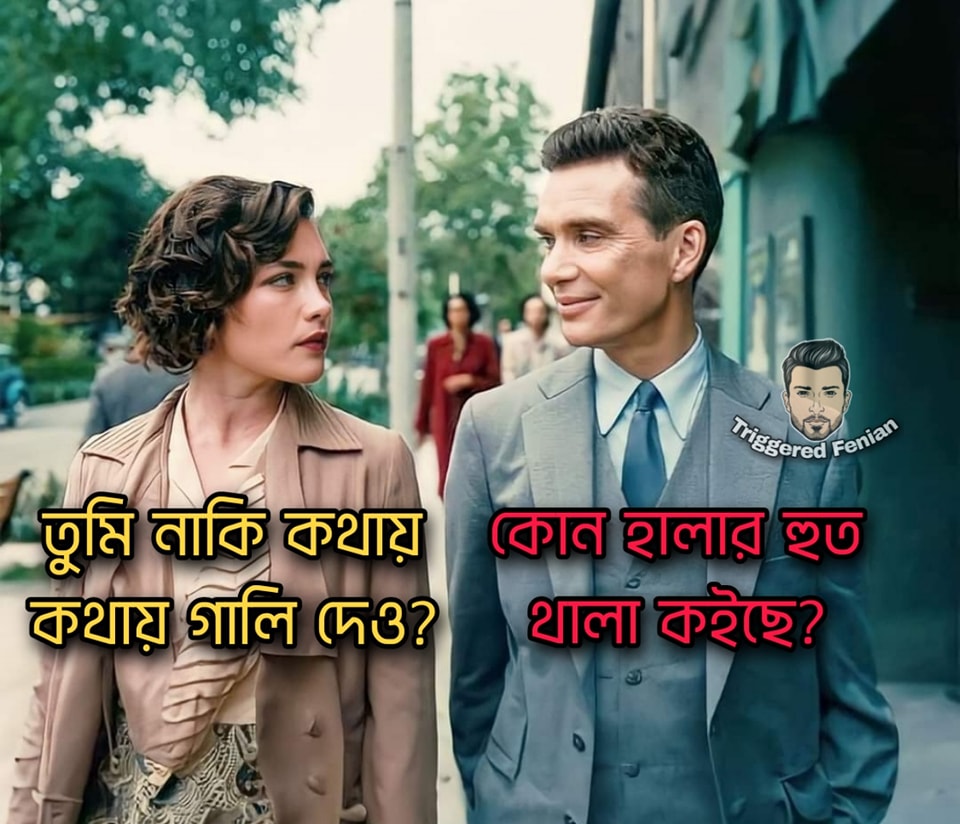 তুমি নাকি কথায়
কথায় গালি দেও?
কোন হালার হুত
থালা কইছে?
Triggered Fenian